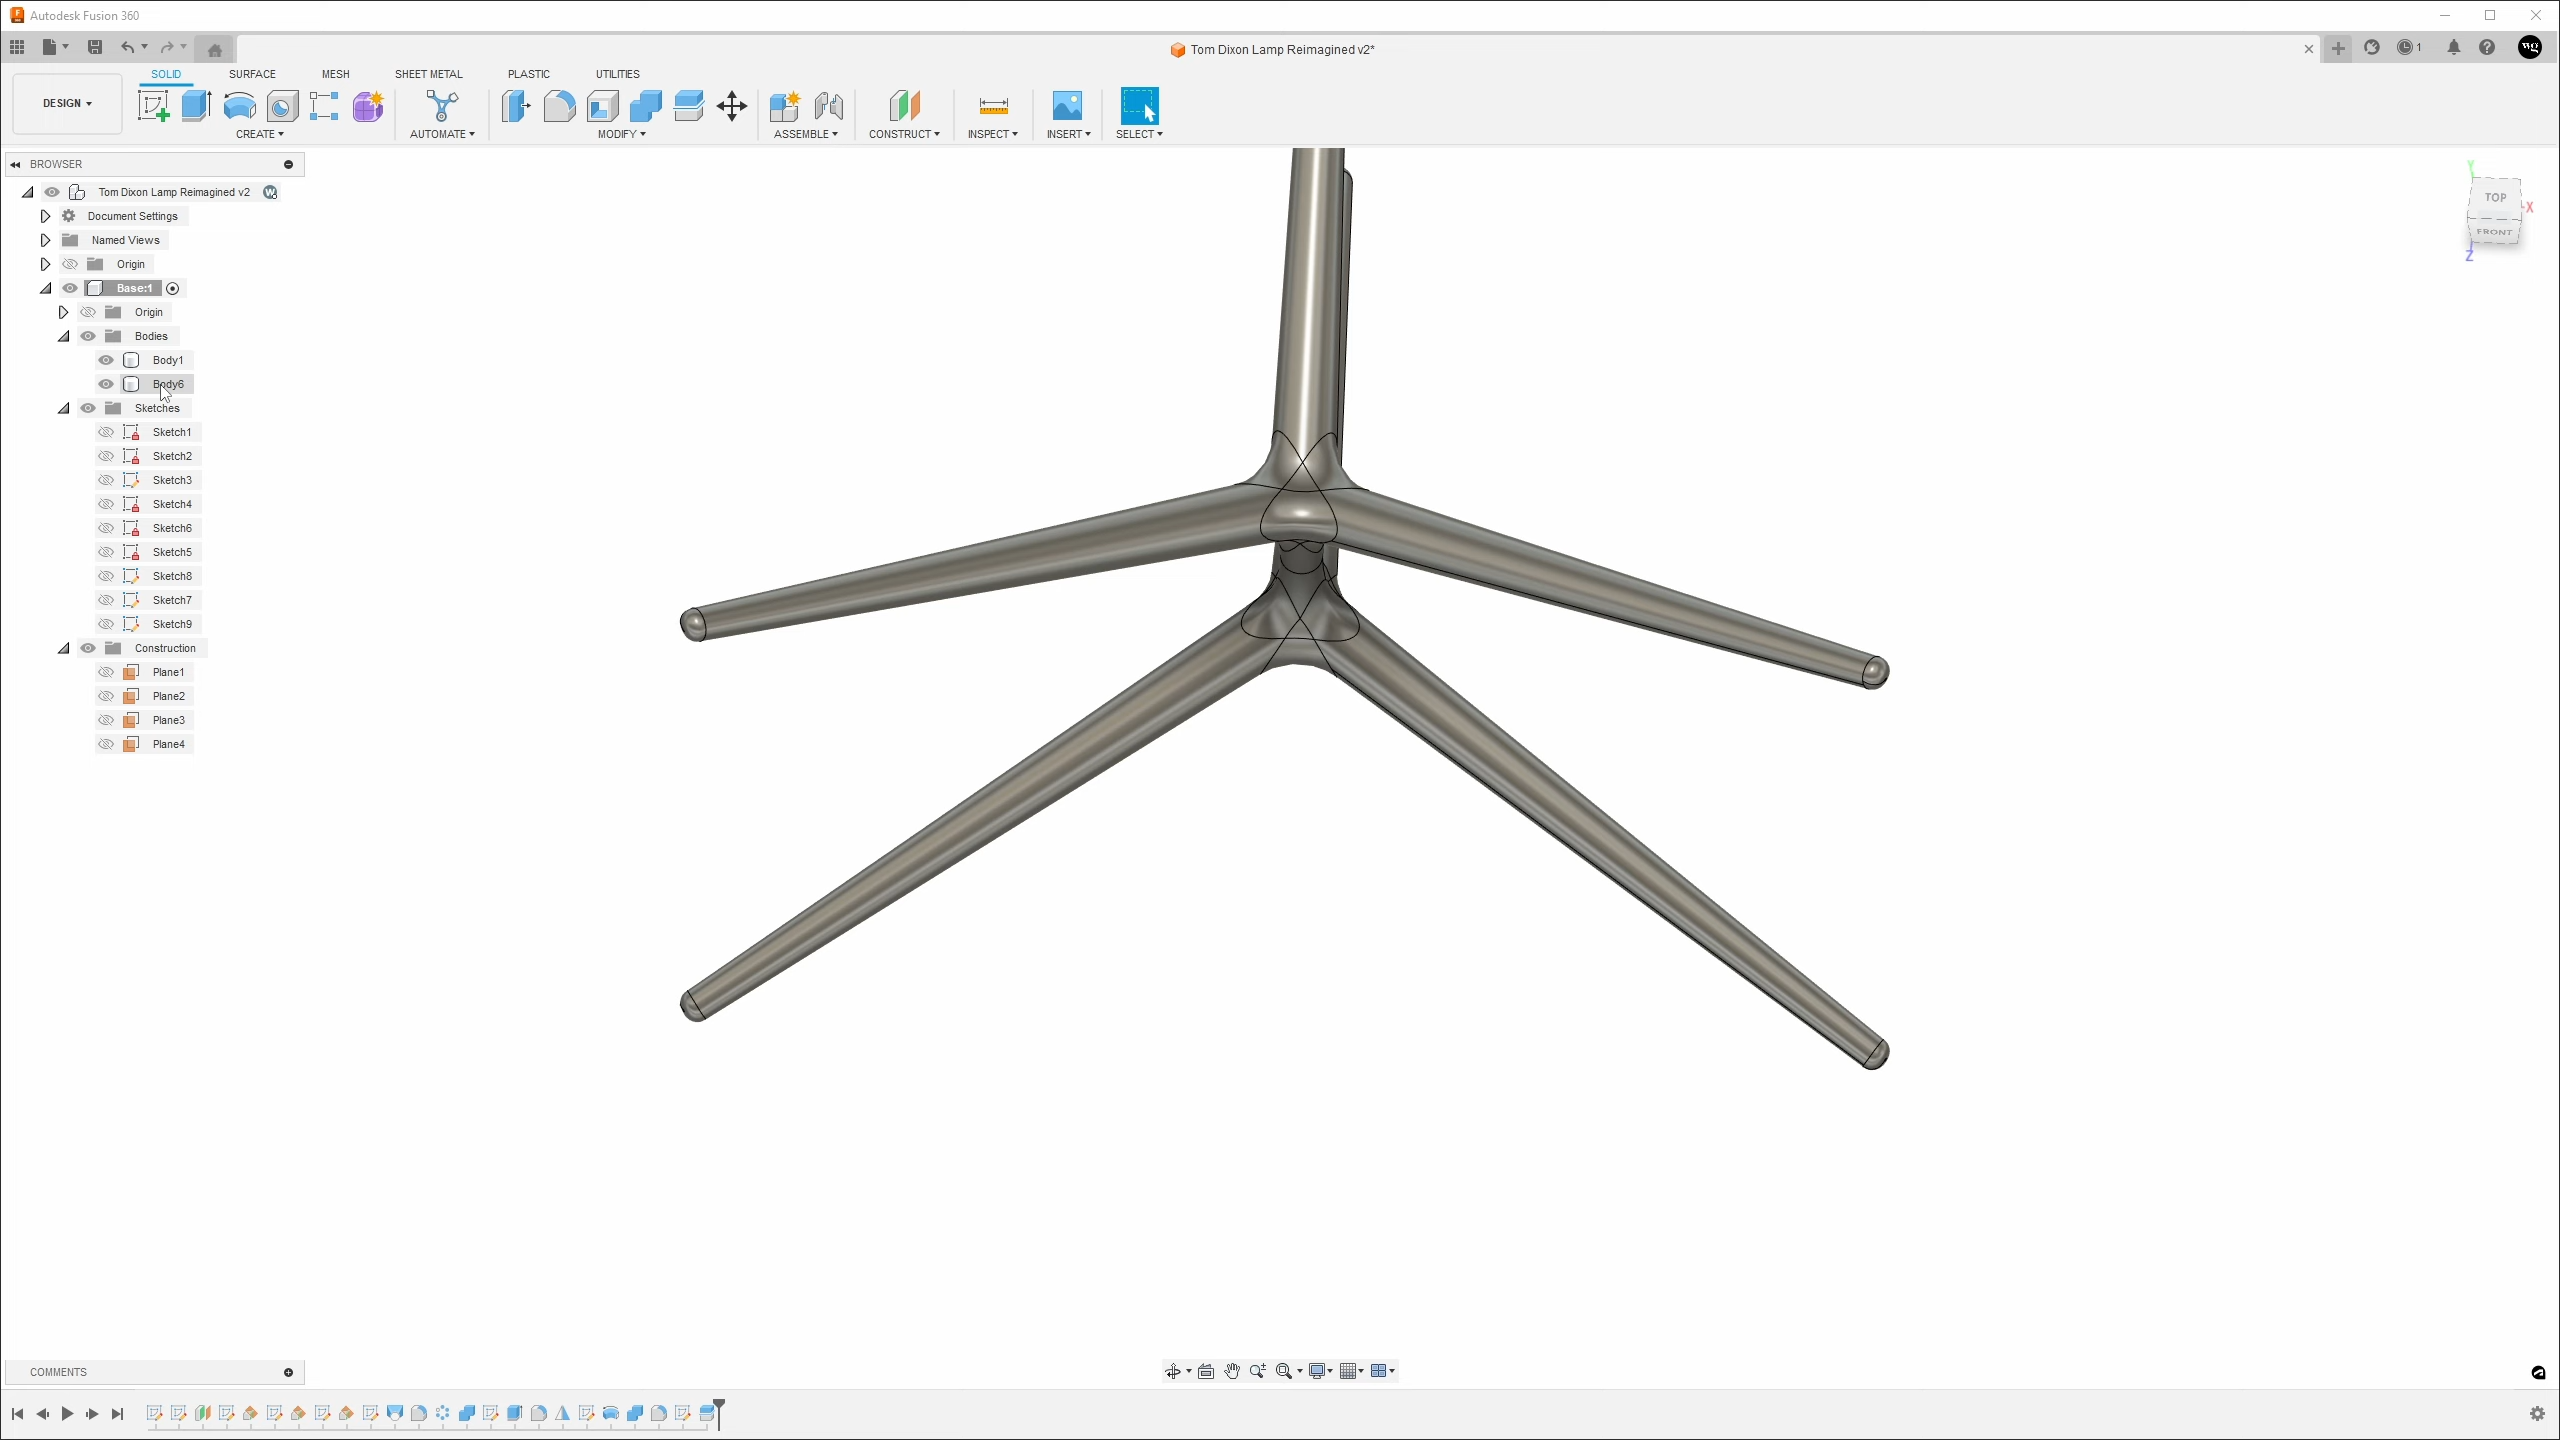 Autodesk Fusion 360
Tom Dixon Lamp Reimagined v2*
1
wg
DESIGN
SOLID SURFACE MESH SHEET METAL PLASTIC UTILITIES
CREATE AUTOMATE MODIFY ASSEMBLE CONSTRUCT INSPECT INSERT SELECT
BROWSER
Tom Dixon Lamp Reimagined v2
Document Settings
Named Views
Origin
Base:1
Origin
Bodies
Body1
Body6
Sketches
Sketch1
Sketch2
Sketch3
Sketch4
Sketch6
Sketch5
Sketch8
Sketch7
Sketch9
Construction
Plane1
Plane2
Plane3
Plane4
Y
TOP
X
FRONT
Z
COMMENTS